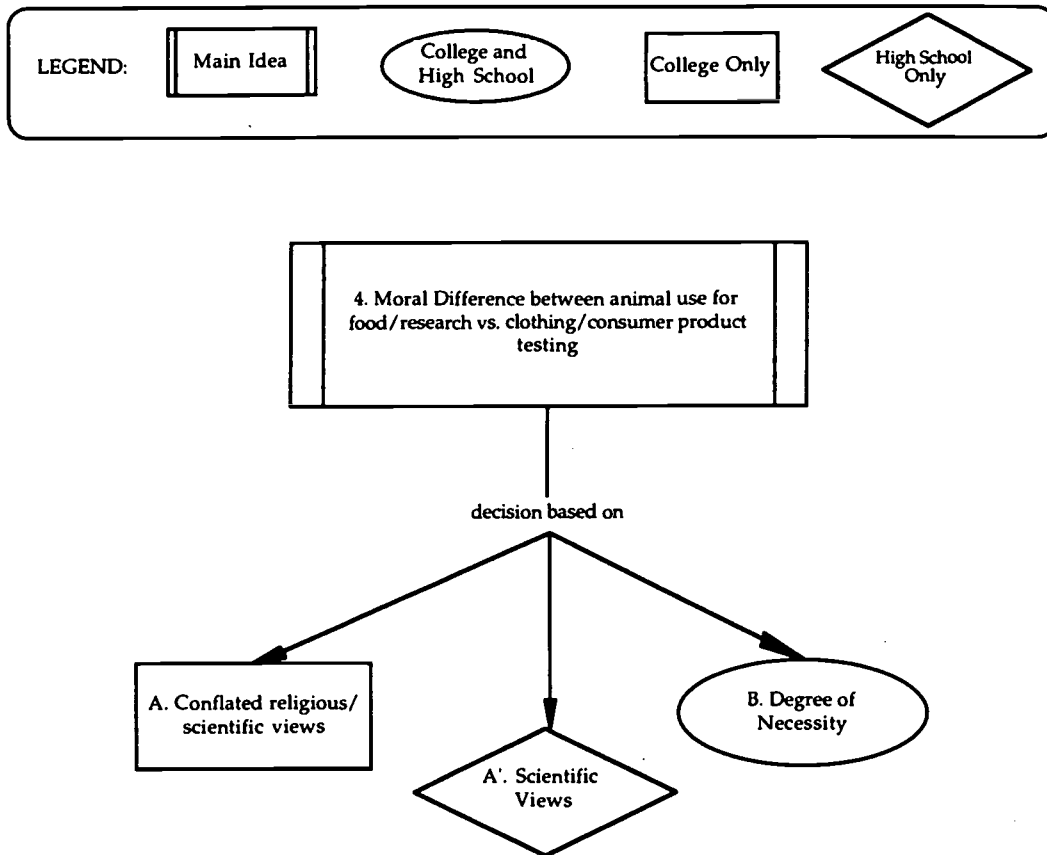 LEGEND:
Main Idea
College and
High School
College Only
High School
Only
4. Moral Difference between animal use for
food/research vs. clothing/consumer product
testing
decision based on
A. Conflated religious/
scientific views
A'. Scientific
Views
B. Degree of
Necessity